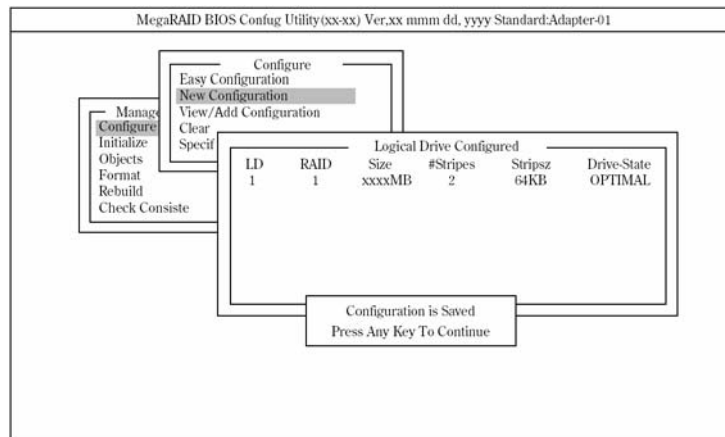 MegaRAID BIOS Confug Utility(xx-xx) Ver,xx mmm dd, yyyy Standard:Adapter-01
Configure
Easy Configuration
New Configuration
View/Add Configuration
Clear
Specif
Manage
Configure
Initialize
Objects
Format
Rebuild
Check Consiste
Logical Drive Configured
LD RAID Size #Stripes Stripsz Drive-State
1 1 xxxxMB 2 64KB OPTIMAL
Configuration is Saved
Press Any Key To Continue